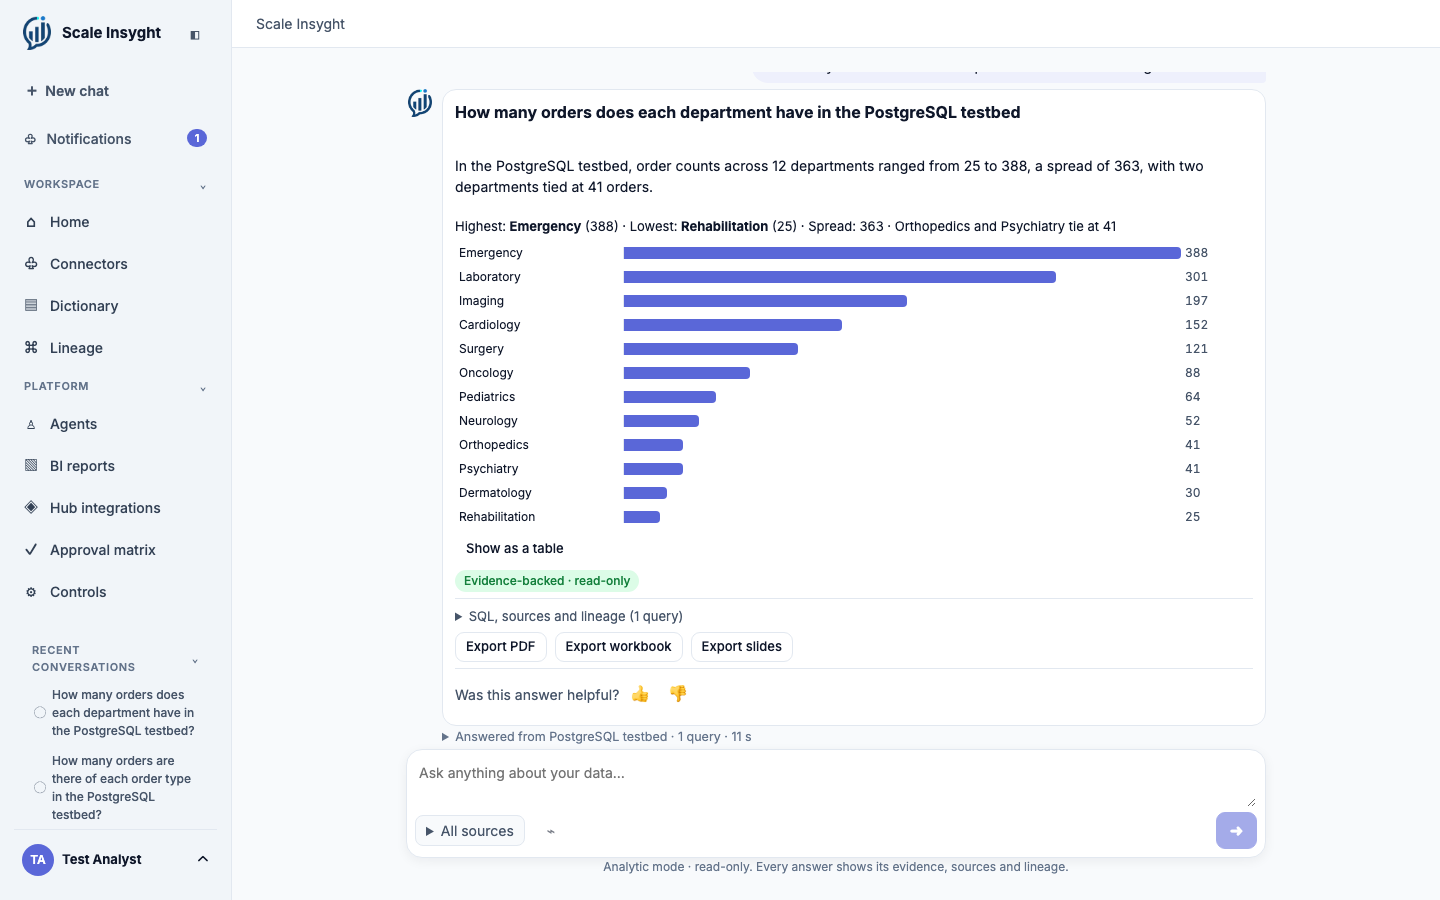 Scale Insyght
Scale Insyght
+ New chat
Notifications 1
WORKSPACE
Home
Connectors
Dictionary
Lineage
PLATFORM
Agents
BI reports
Hub integrations
Approval matrix
Controls
RECENT
CONVERSATIONS
How many orders does
each department have in
the PostgreSQL testbed?
How many orders are
there of each order type
in the PostgreSQL
testbed?
TA Test Analyst
How many orders does each department have in the PostgreSQL testbed
In the PostgreSQL testbed, order counts across 12 departments ranged from 25 to 388, a spread of 363, with two
departments tied at 41 orders.
Highest: Emergency (388) · Lowest: Rehabilitation (25) · Spread: 363 · Orthopedics and Psychiatry tie at 41
Emergency 388
Laboratory 301
Imaging 197
Cardiology 152
Surgery 121
Oncology 88
Pediatrics 64
Neurology 52
Orthopedics 41
Psychiatry 41
Dermatology 30
Rehabilitation 25
Show as a table
Evidence-backed · read-only
SQL, sources and lineage (1 query)
Export PDF Export workbook Export slides
Was this answer helpful?
Answered from PostgreSQL testbed · 1 query · 11 s
Ask anything about your data...
All sources
Analytic mode · read-only. Every answer shows its evidence, sources and lineage.